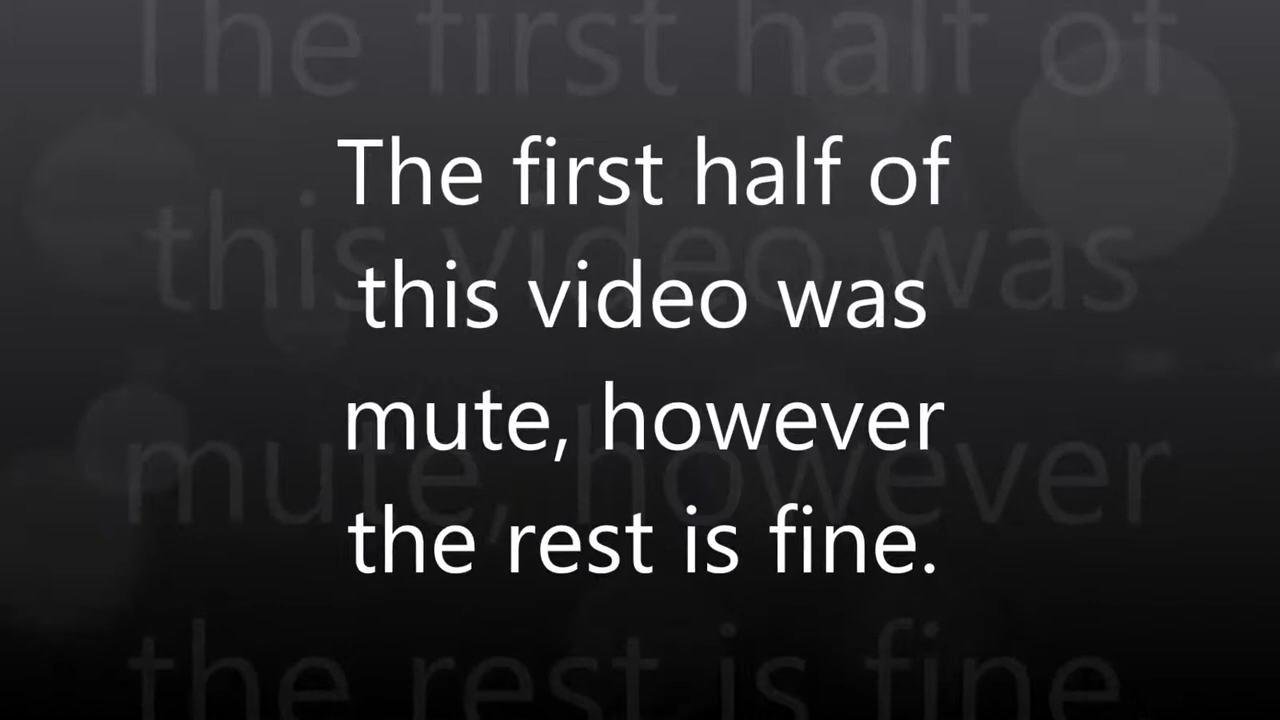 The first half of
this video was
mute, however
the rest is fine.